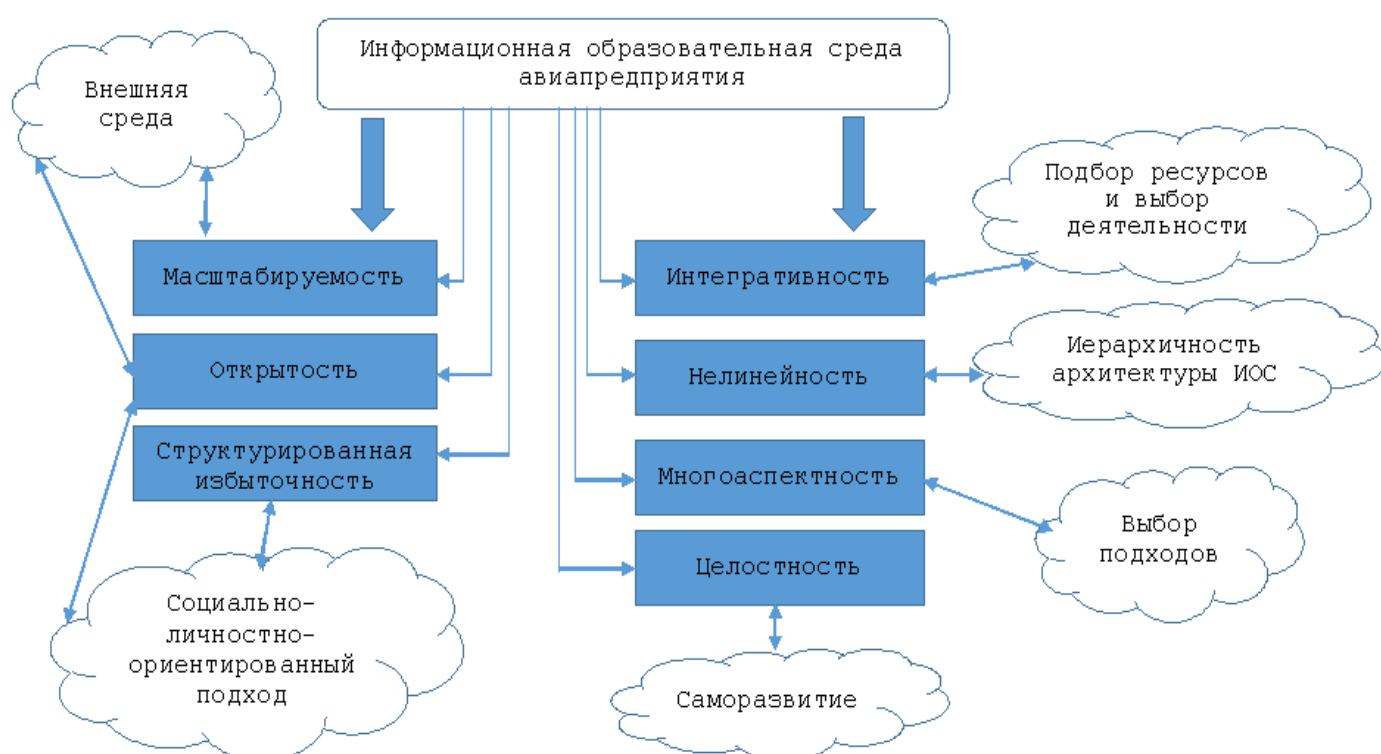 Информационная образовательная среда
авиапредприятия
Внешняя
среда
Масштабируемость
Открытость
Структурированная
избыточность
Социально-
личностно-
ориентированный
подход
Интегративность
Нелинейность
Многоаспектность
Целостность
Подбор ресурсов
и выбор
деятельности
Иерархичность
архитектуры ИОС
Выбор
подходов
Саморазвитие